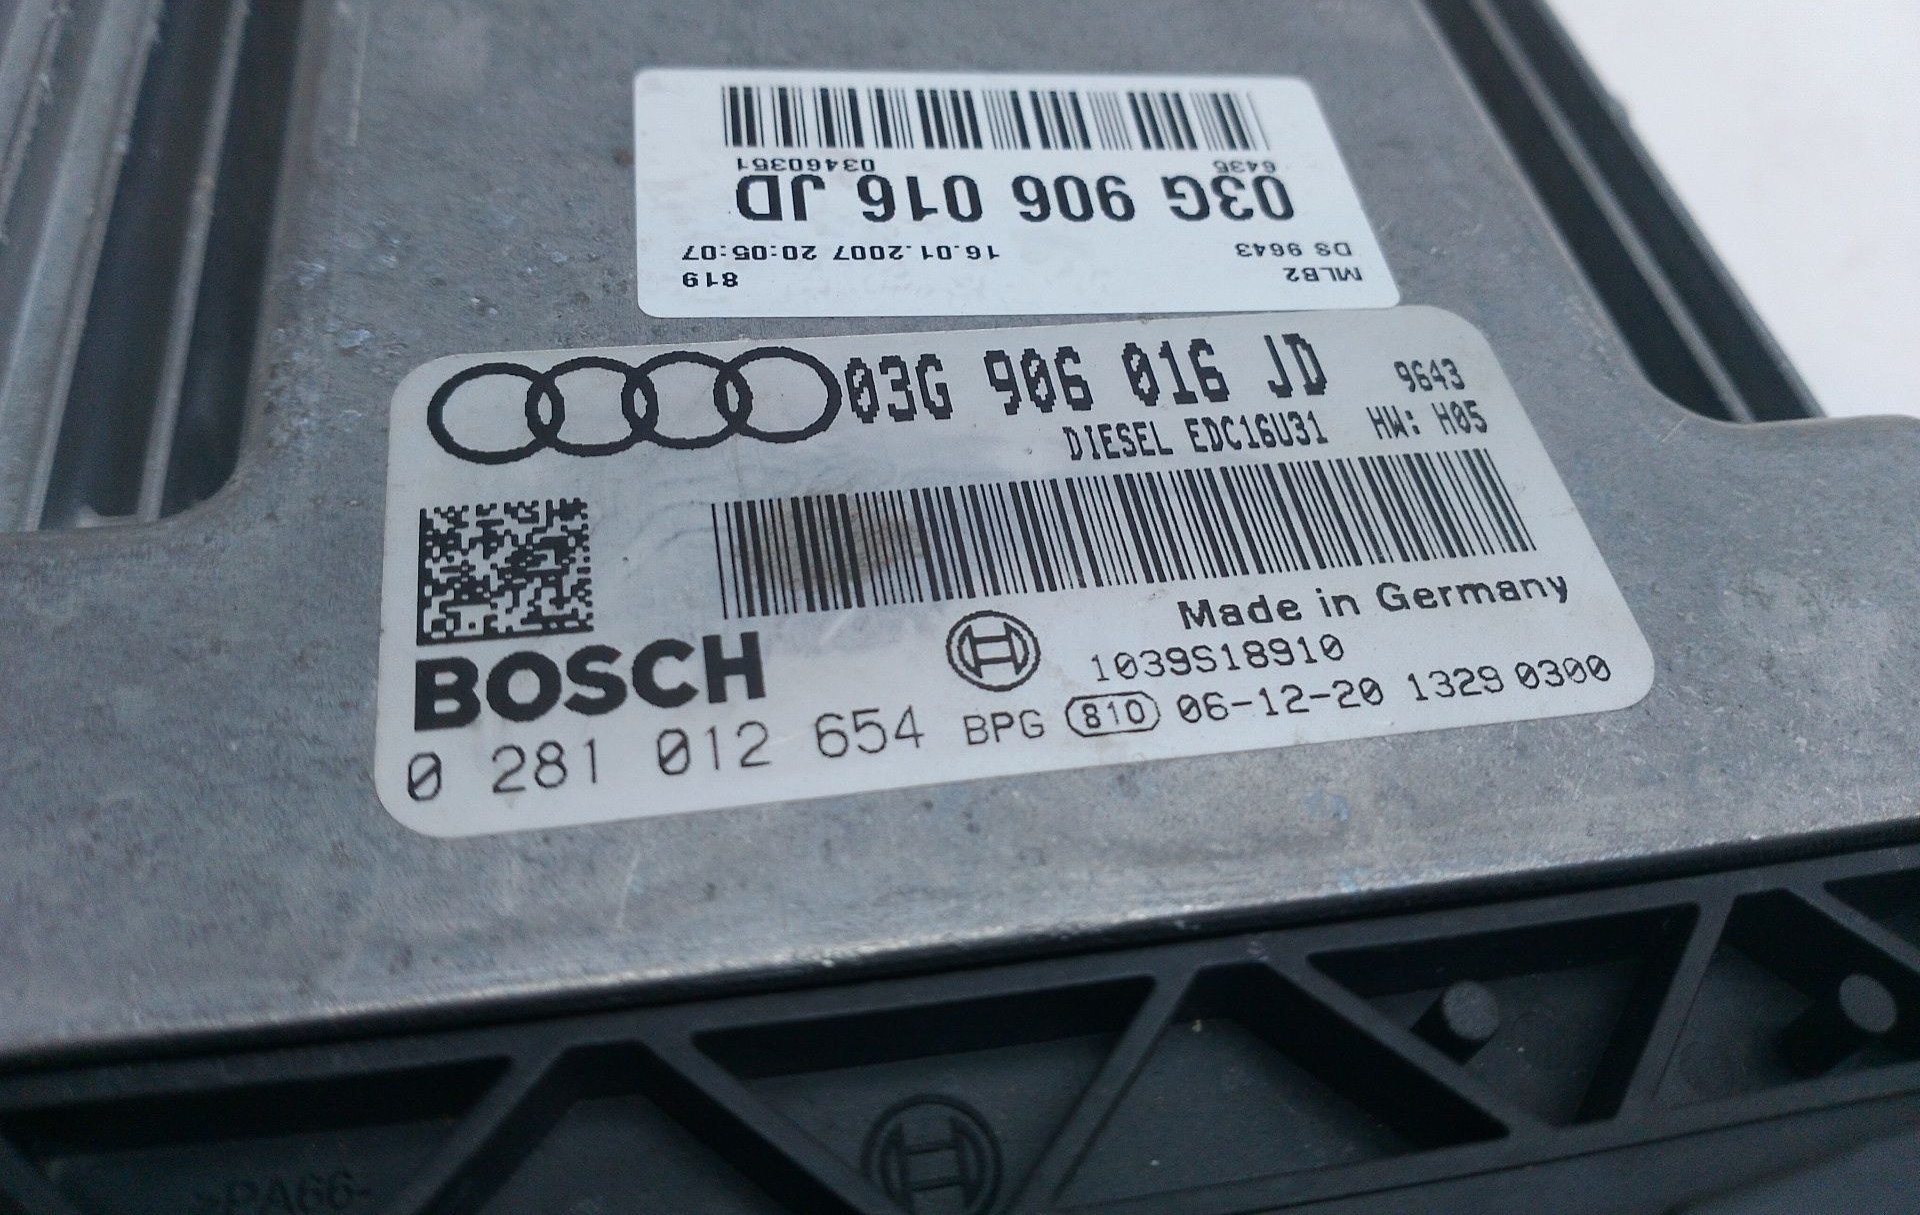 819 MLB2
16.01.2007 20:05:07 DS 9643
03G 906 016 JD
03460351 6435
03G 906 016 JD 9643
DIESEL EDC16U31 HW: H05
Made in Germany
BOSCH
1039S18910
0 281 012 654 BPG 810 06-12-20 1329 0300
>PA66-